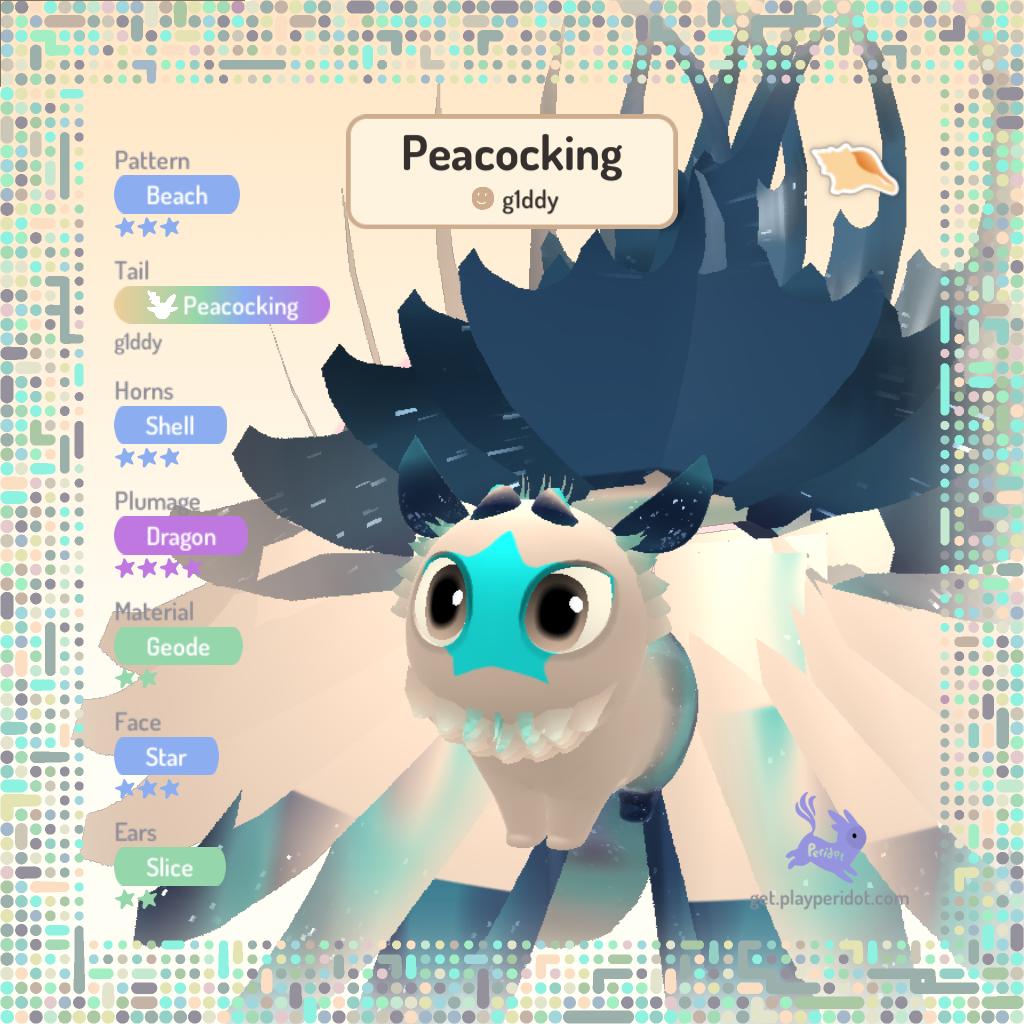 Peacocking
g1ddy
Pattern
Beach
Tail
Peacocking
g1ddy
Horns
Shell
Plumage
Dragon
Material
Geode
Face
Star
Ears
Slice
Peridot
get.playperidot.com